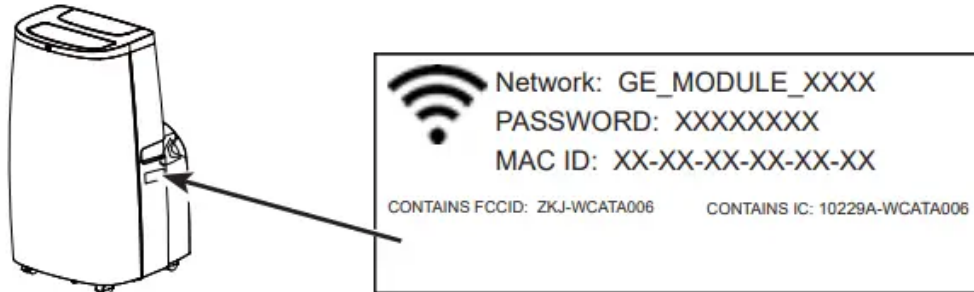 Network: GE_MODULE_XXXX
PASSWORD: XXXXXXXX
MAC ID: XX-XX-XX-XX-XX-XX
CONTAINS FCCID: ZKJ-WCATA006 CONTAINS IC: 10229A-WCATA006